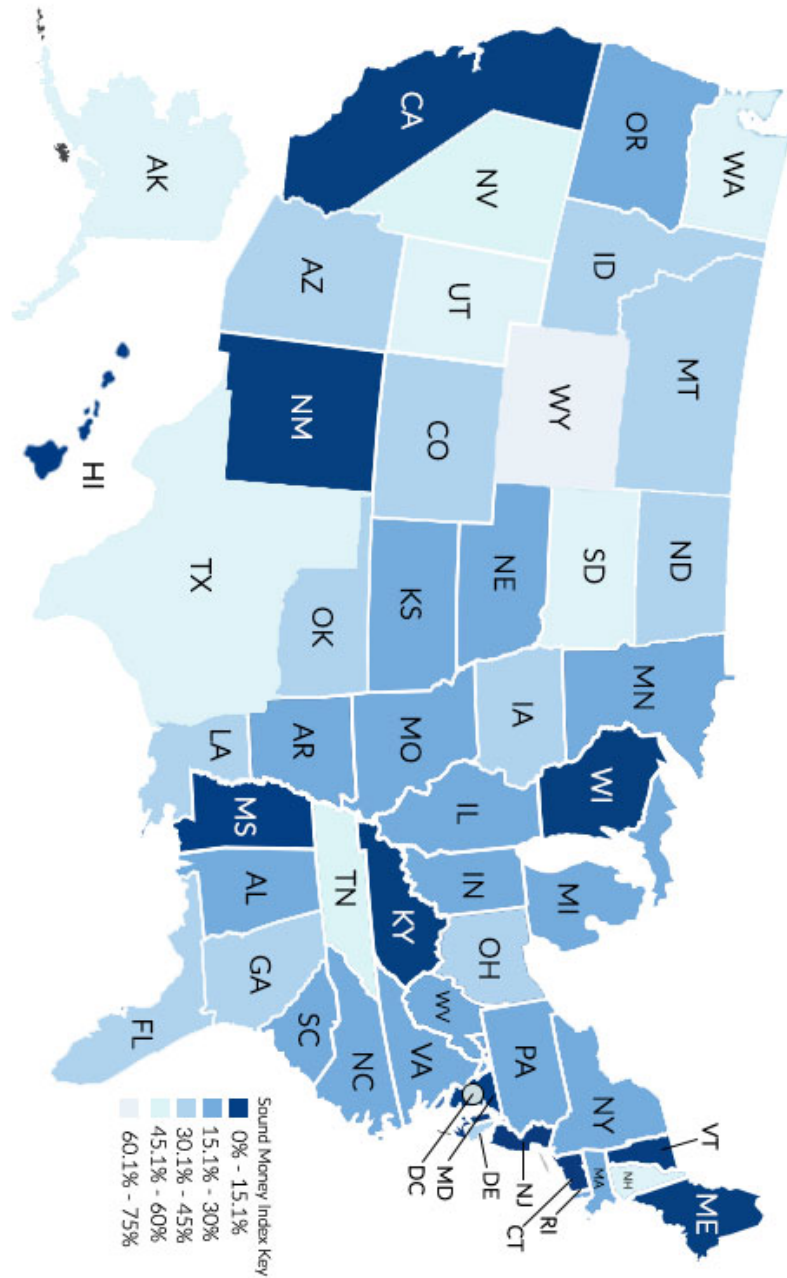 WA
OR
CA
NV
ID
MT
WY
UT
AZ
CO
NM
ND
SD
NE
KS
OK
TX
MN
IA
MO
AR
LA
WI
IL
MS
MI
IN
KY
TN
AL
OH
WV
GA
FL
SC
NC
VA
PA
NY
VT
NH
ME
MA
RI
CT
NJ
DE
MD
DC
AK
HI
Sound Money Index Key
0% - 15.1%
15.1% - 30%
30.1% - 45%
45.1% - 60%
60.1% - 75%